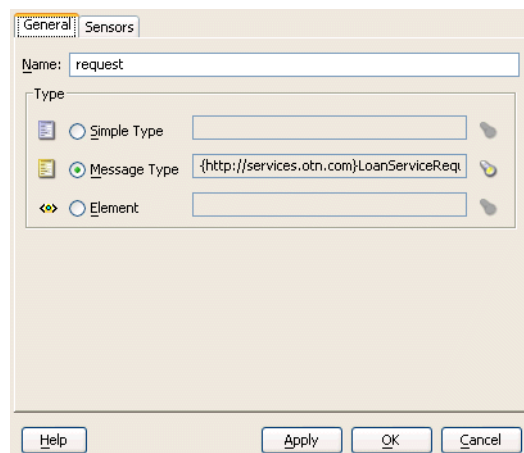 General Sensors
Name: request
Type
Simple Type
Message Type {http://services.otn.com}LoanServiceRequ
Element
Help Apply OK Cancel